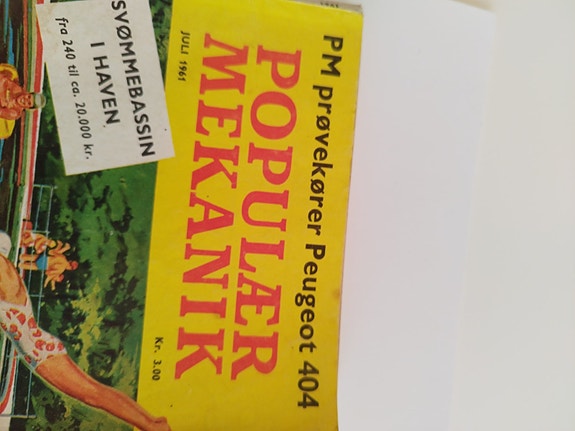 PM prøvekører Peugeot 404
POPULÆR
MEKANIK
JULI 1961
Kr. 3.00
SVØMMEBASSIN
I HAVEN
fra 240 til ca. 20.000 kr.